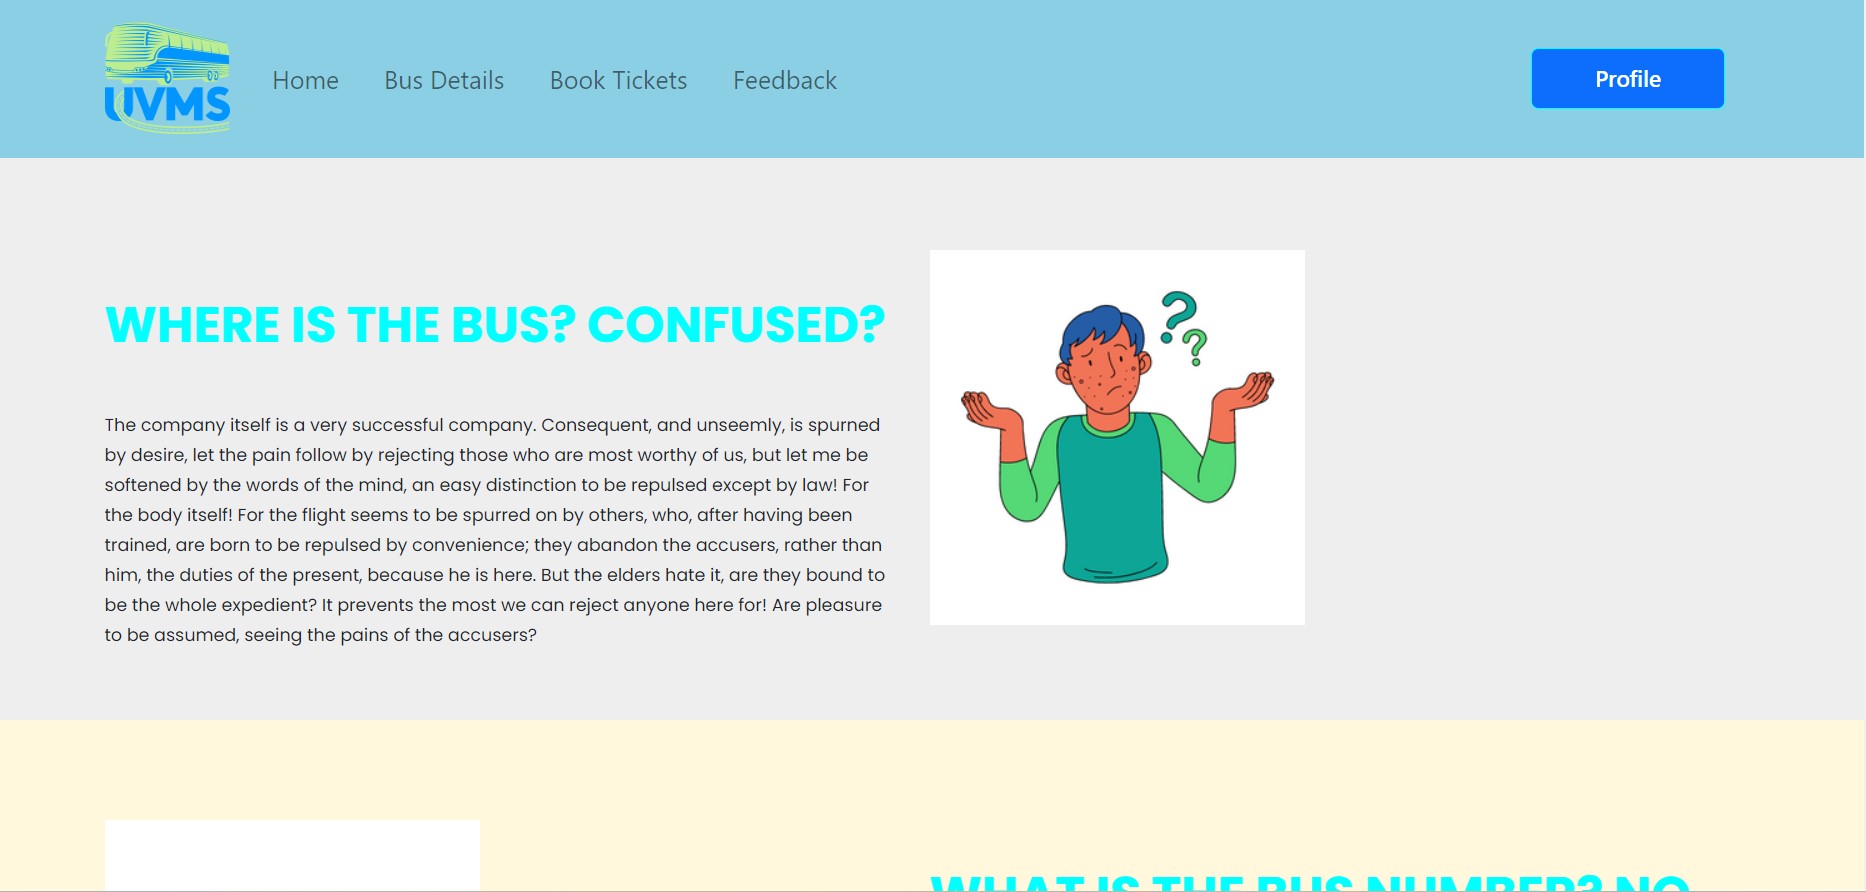 UVMS
Home
Bus Details
Book Tickets
Feedback
Profile
WHERE IS THE BUS? CONFUSED?
The company itself is a very successful company. Consequent, and unseemly, is spurned
by desire, let the pain follow by rejecting those who are most worthy of us, but let me be
softened by the words of the mind, an easy distinction to be repulsed except by law! For
the body itself! For the flight seems to be spurred on by others, who, after having been
trained, are born to be repulsed by convenience; they abandon the accusers, rather than
him, the duties of the present, because he is here. But the elders hate it, are they bound to
be the whole expedient? It prevents the most we can reject anyone here for! Are pleasure
to be assumed, seeing the pains of the accusers?
? ?
WHAT IS THE BUS NUMBER? NO